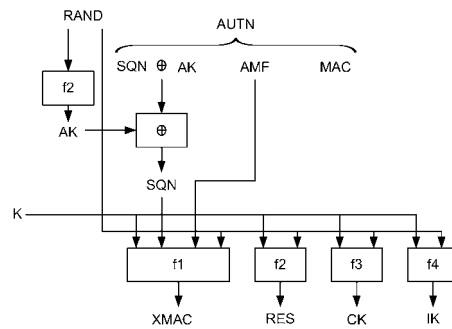 RAND
AUTN
SQN ⊕ AK AMF MAC
f2
AK
⊕
SQN
K
f1 f2 f3 f4
XMAC RES CK IK